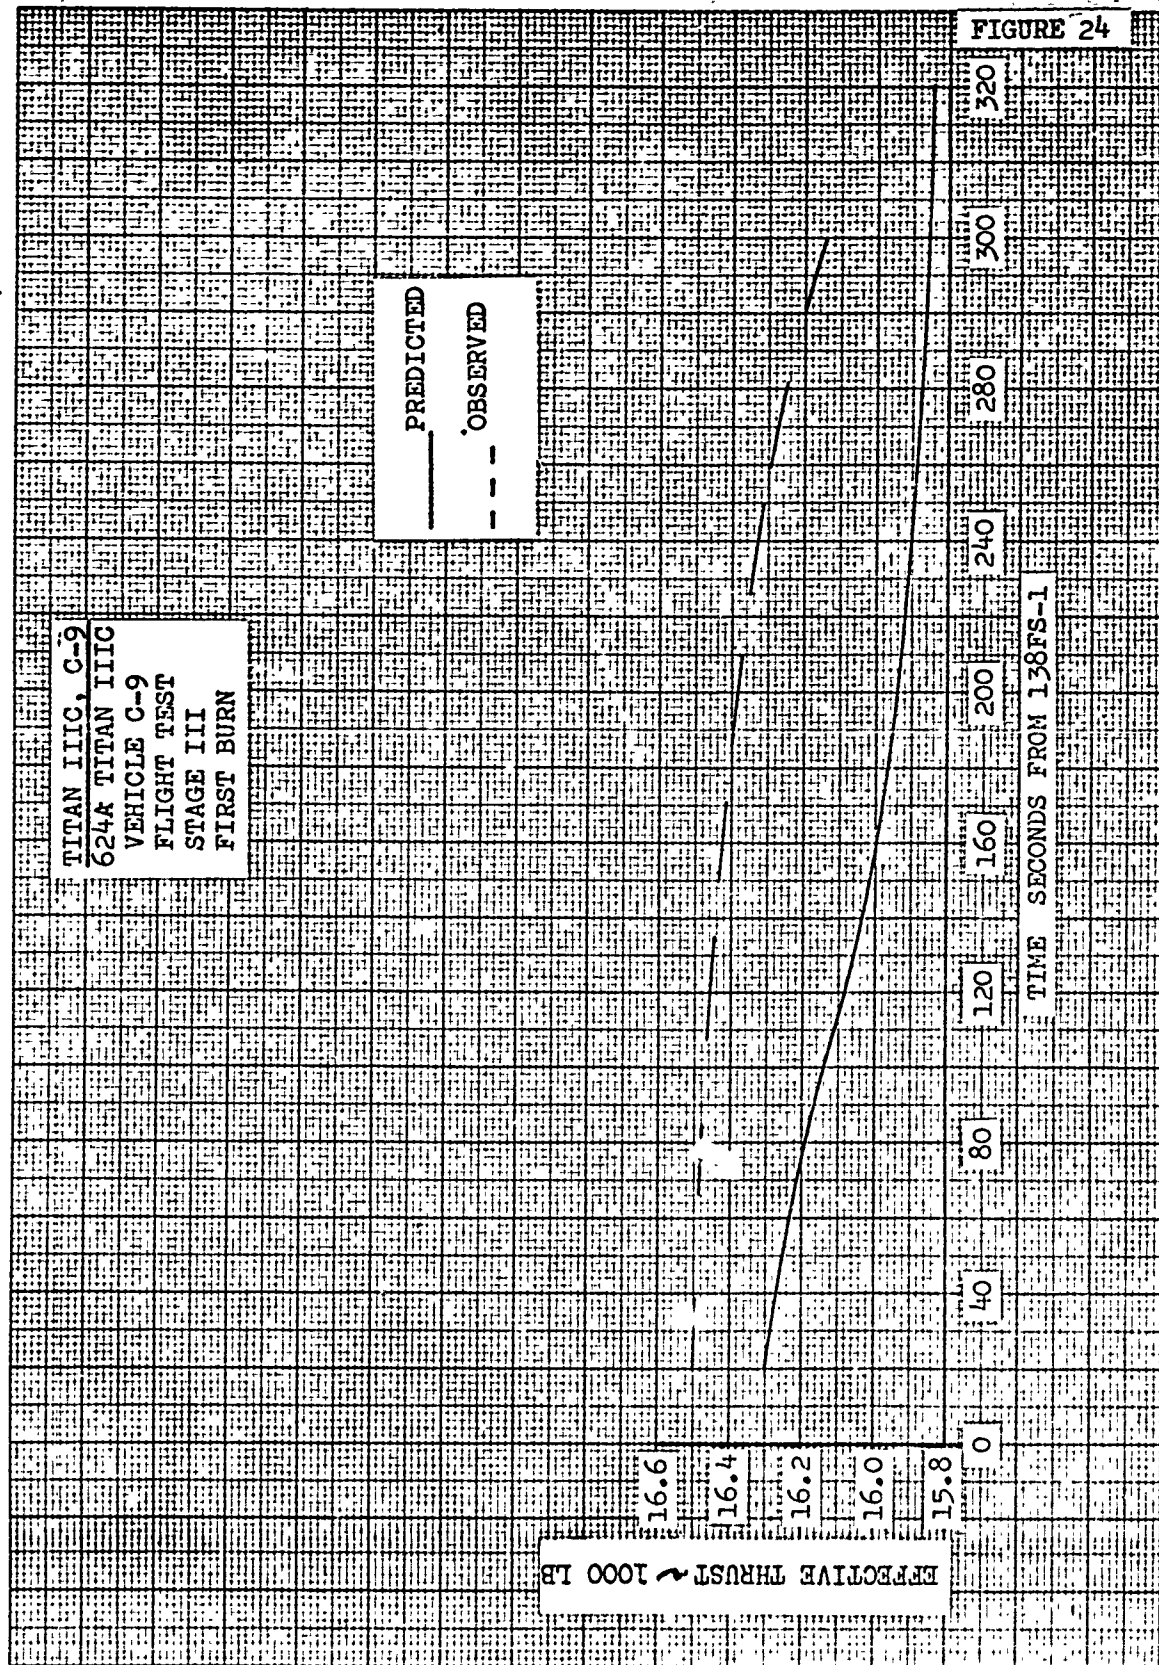 FIGURE 24
TITAN IIIC, C-9
624A TITAN IIIC
VEHICLE C-9
FLIGHT TEST
STAGE III
FIRST BURN
PREDICTED
OBSERVED
EFFECTIVE THRUST ~ 1000 LB
16.6
16.4
16.2
16.0
15.8
0
40
80
120
160
200
240
280
300
320
TIME SECONDS FROM 138FS-1